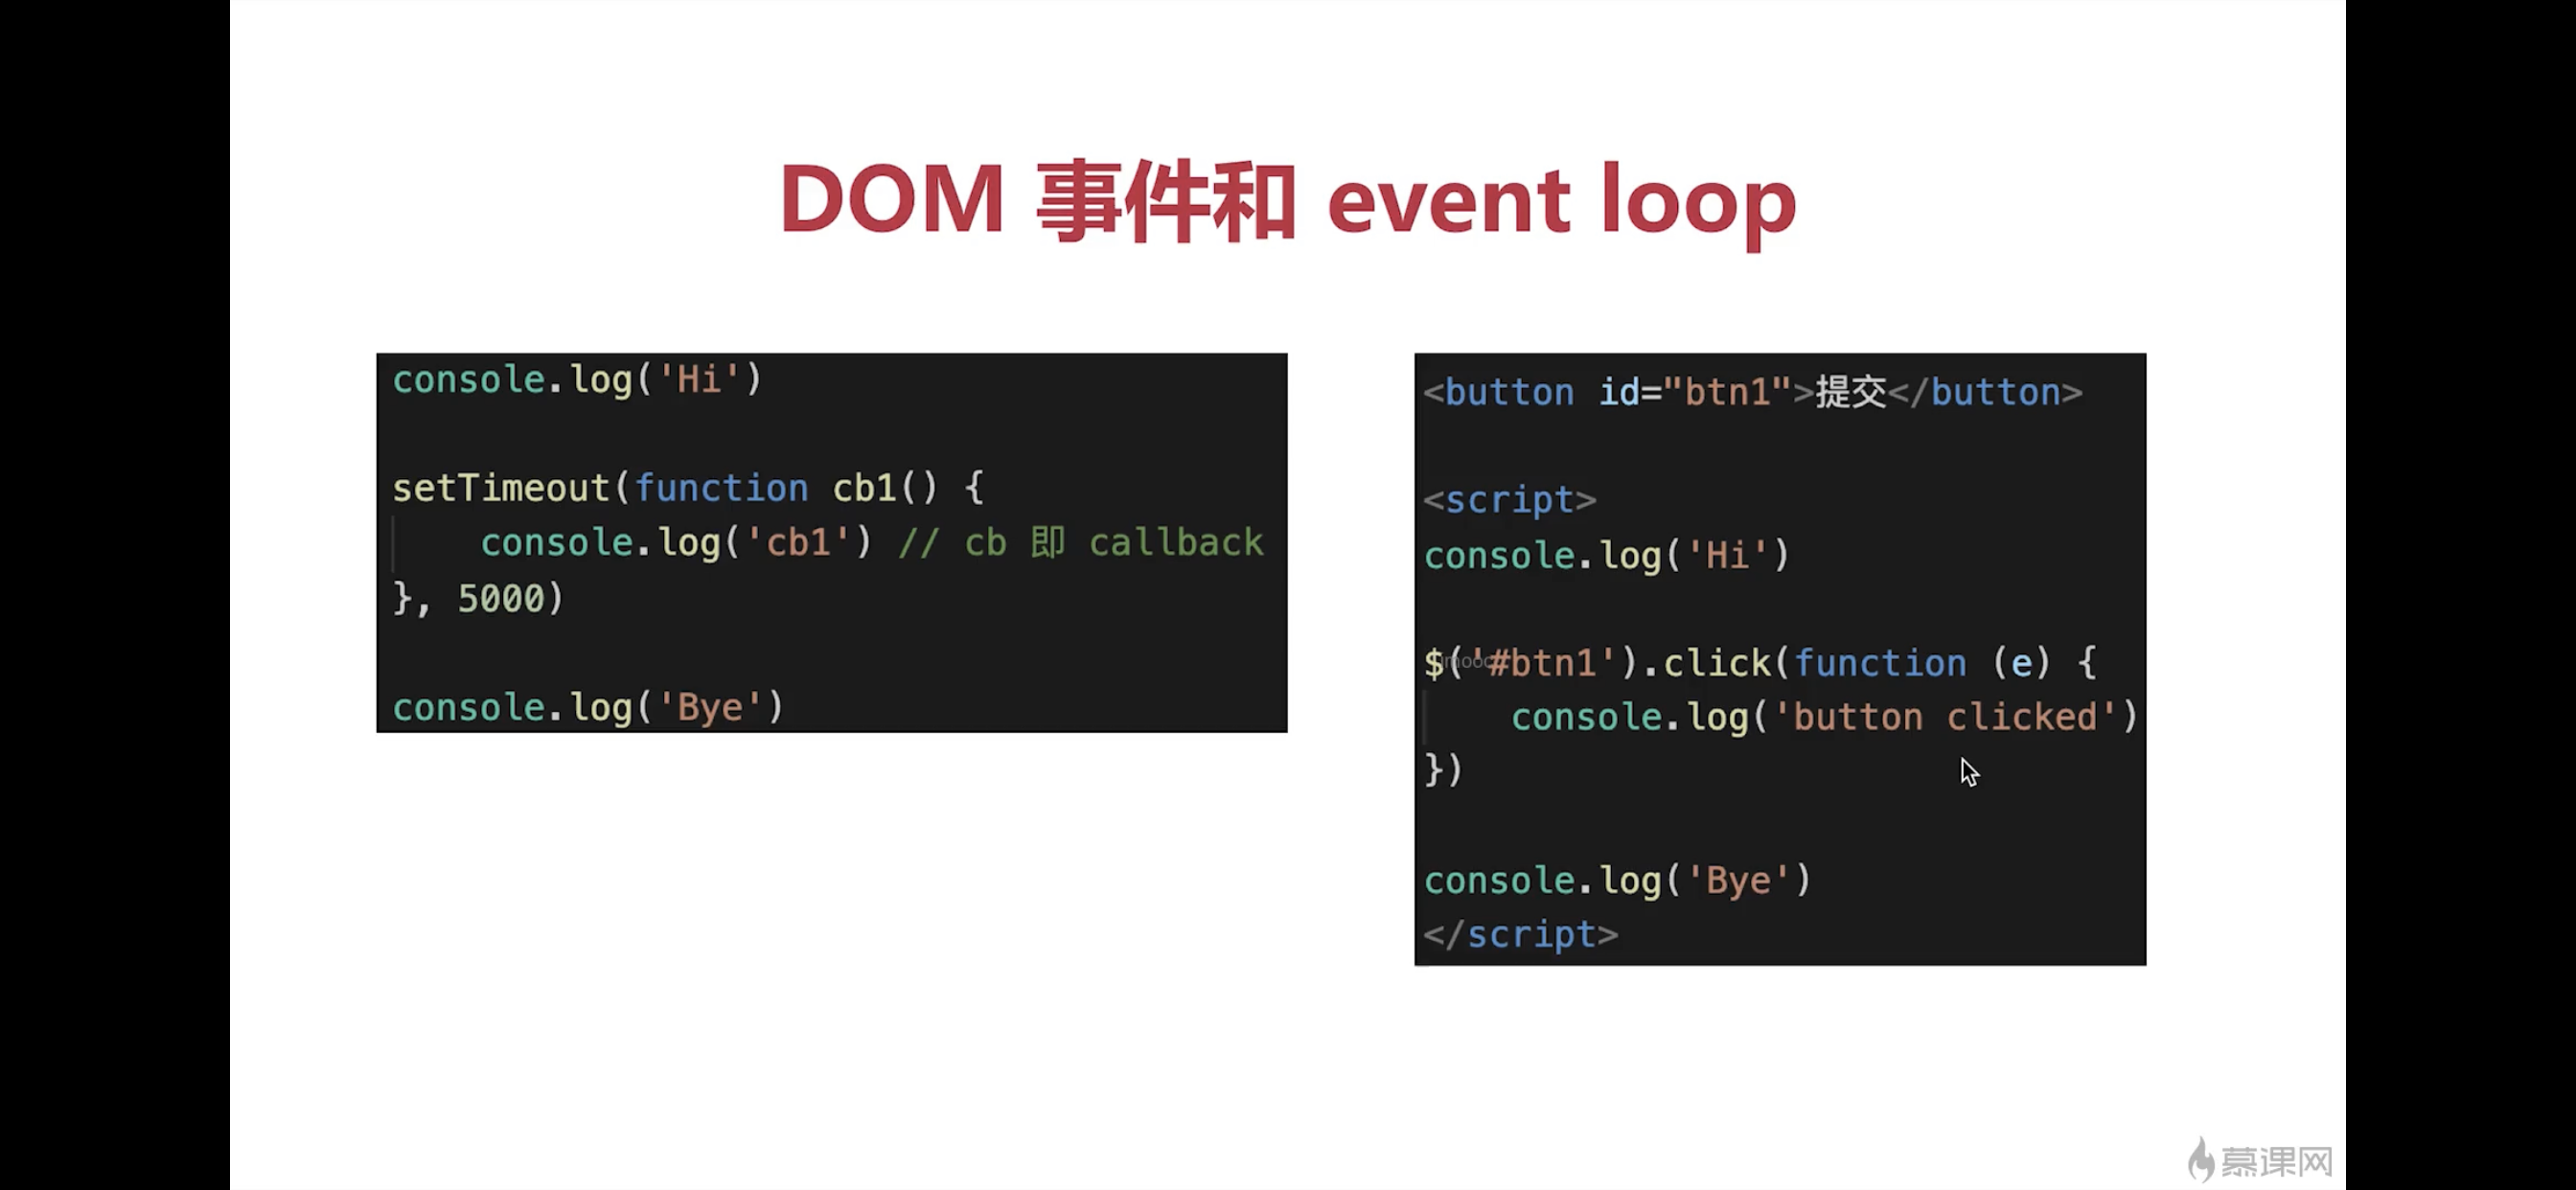 DOM 事件和 event loop
console.log('Hi')
setTimeout(function cb1() {
    console.log('cb1') // cb 即 callback
}, 5000)
console.log('Bye')
<button id="btn1">提交</button>
<script>
console.log('Hi')
$('#btn1').click(function (e) {
    console.log('button clicked')
})
console.log('Bye')
</script>
imooc
慕课网